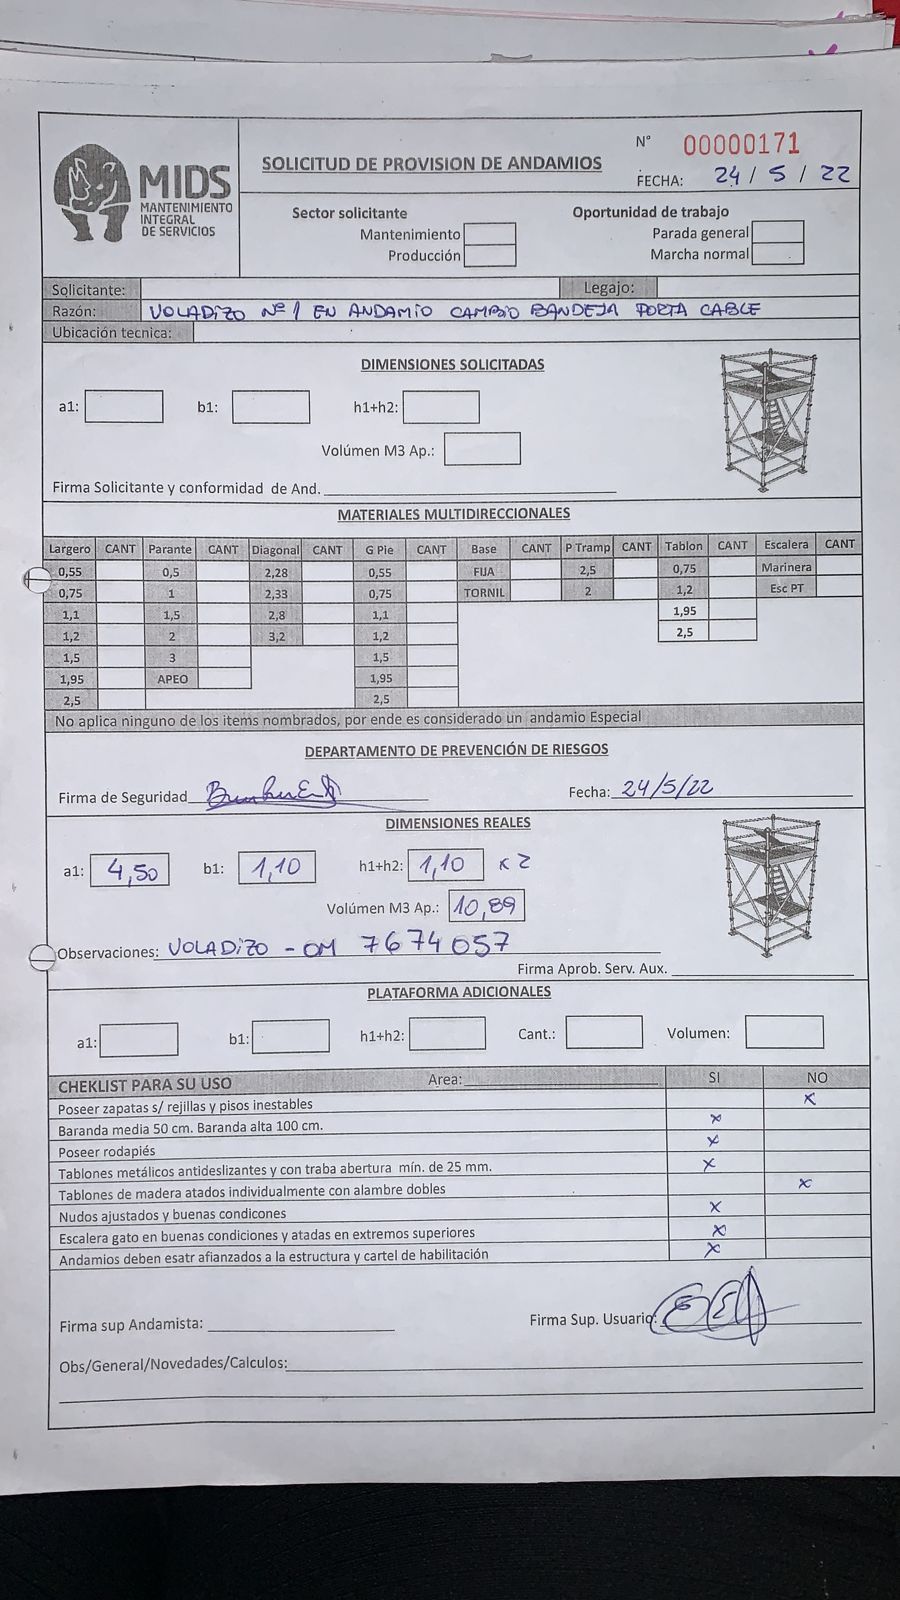 MIDS
MANTENIMIENTO
INTEGRAL
DE SERVICIOS
SOLICITUD DE PROVISION DE ANDAMIOS
N° 00000171
FECHA: 24 / 5 / 22
Sector solicitante
Mantenimiento
Producción
Oportunidad de trabajo
Parada general
Marcha normal
Solicitante: Legajo:
Razón: VOLADIZO Nº 1 EN ANDAMIO CAMBIO BANDEJA PORTA CABLE
Ubicación tecnica:
DIMENSIONES SOLICITADAS
a1: b1: h1+h2:
Volúmen M3 Ap.:
Firma Solicitante y conformidad de And.
MATERIALES MULTIDIRECCIONALES
Largero CANT Parante CANT Diagonal CANT G Pie CANT Base CANT P Tramp CANT Tablon CANT Escalera CANT
0,55 0,5 2,28 0,55 FIJA 2,5 0,75 Marinera
0,75 1 2,33 0,75 TORNIL 2 1,2 Esc PT
1,1 1,5 2,8 1,1 1,95
1,2 2 3,2 1,2 2,5
1,5 3 1,5
1,95 APEO 1,95
2,5 2,5
No aplica ninguno de los items nombrados, por ende es considerado un andamio Especial
DEPARTAMENTO DE PREVENCIÓN DE RIESGOS
Firma de Seguridad Fecha: 24/5/22
DIMENSIONES REALES
a1: 4,50 b1: 1,10 h1+h2: 1,10 x 2
Volúmen M3 Ap.: 10,89
Observaciones: VOLADIZO - OM 7674057
Firma Aprob. Serv. Aux.
PLATAFORMA ADICIONALES
a1: b1: h1+h2: Cant.: Volumen:
CHEKLIST PARA SU USO Area: SI NO
Poseer zapatas s/ rejillas y pisos inestables x
Baranda media 50 cm. Baranda alta 100 cm. x
Poseer rodapiés x
Tablones metálicos antideslizantes y con traba abertura mín. de 25 mm. x
Tablones de madera atados individualmente con alambre dobles x
Nudos ajustados y buenas condicones x
Escalera gato en buenas condiciones y atadas en extremos superiores x
Andamios deben esatr afianzados a la estructura y cartel de habilitación x
Firma sup Andamista: Firma Sup. Usuario:
Obs/General/Novedades/Calculos: